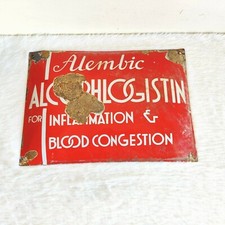 Alembic
ALCOPHLOGISTIN
FOR INFLAMMATION &
BLOOD CONGESTION